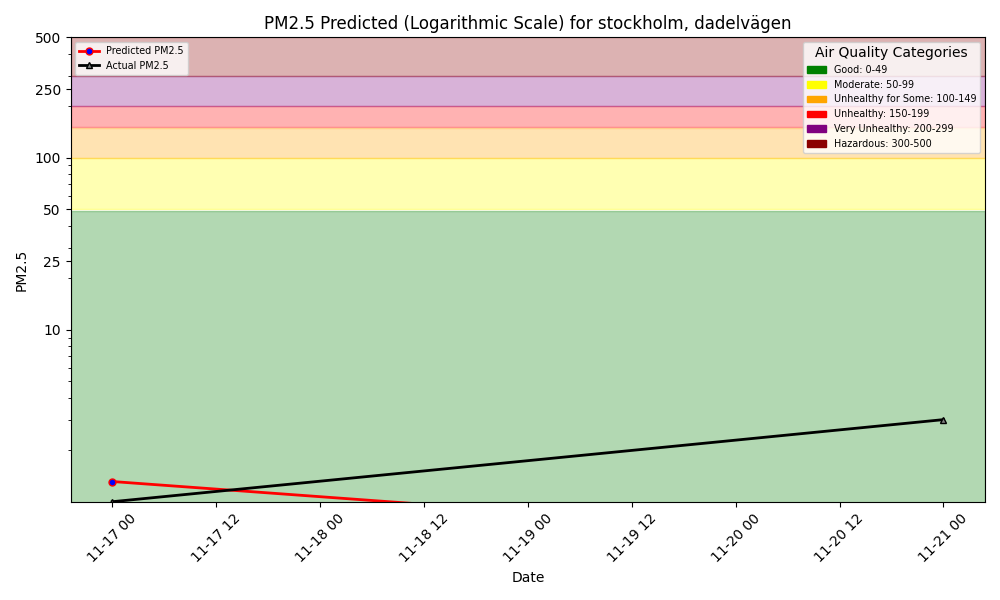 PM2.5 Predicted (Logarithmic Scale) for stockholm, dadelvägen
Predicted PM2.5
Actual PM2.5
Air Quality Categories
Good: 0-49
Moderate: 50-99
Unhealthy for Some: 100-149
Unhealthy: 150-199
Very Unhealthy: 200-299
Hazardous: 300-500
PM2.5
500
250
100
50
25
10
11-17 00
11-17 12
11-18 00
11-18 12
11-19 00
11-19 12
11-20 00
11-20 12
11-21 00
Date